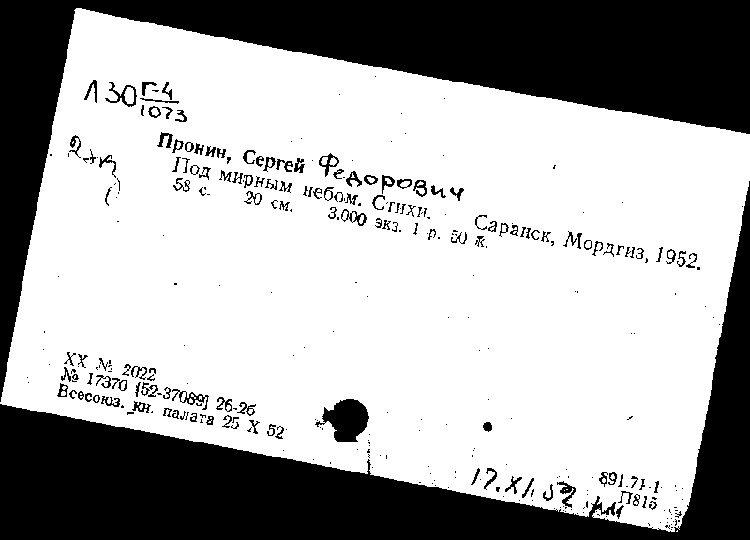 Л30 Г-4
1073
2 экз
Пронин, Сергей Федорович
Под мирным небом. Стихи. Саранск, Мордгиз, 1952.
58 с. 20 см. 3.000 экз. 1 р. 50 к.
XX № 2022
№ 17370 [52-37089] 26-26
Всесоюз. кн. палата 25 X 52
891.71-1
П815
17.XI.52